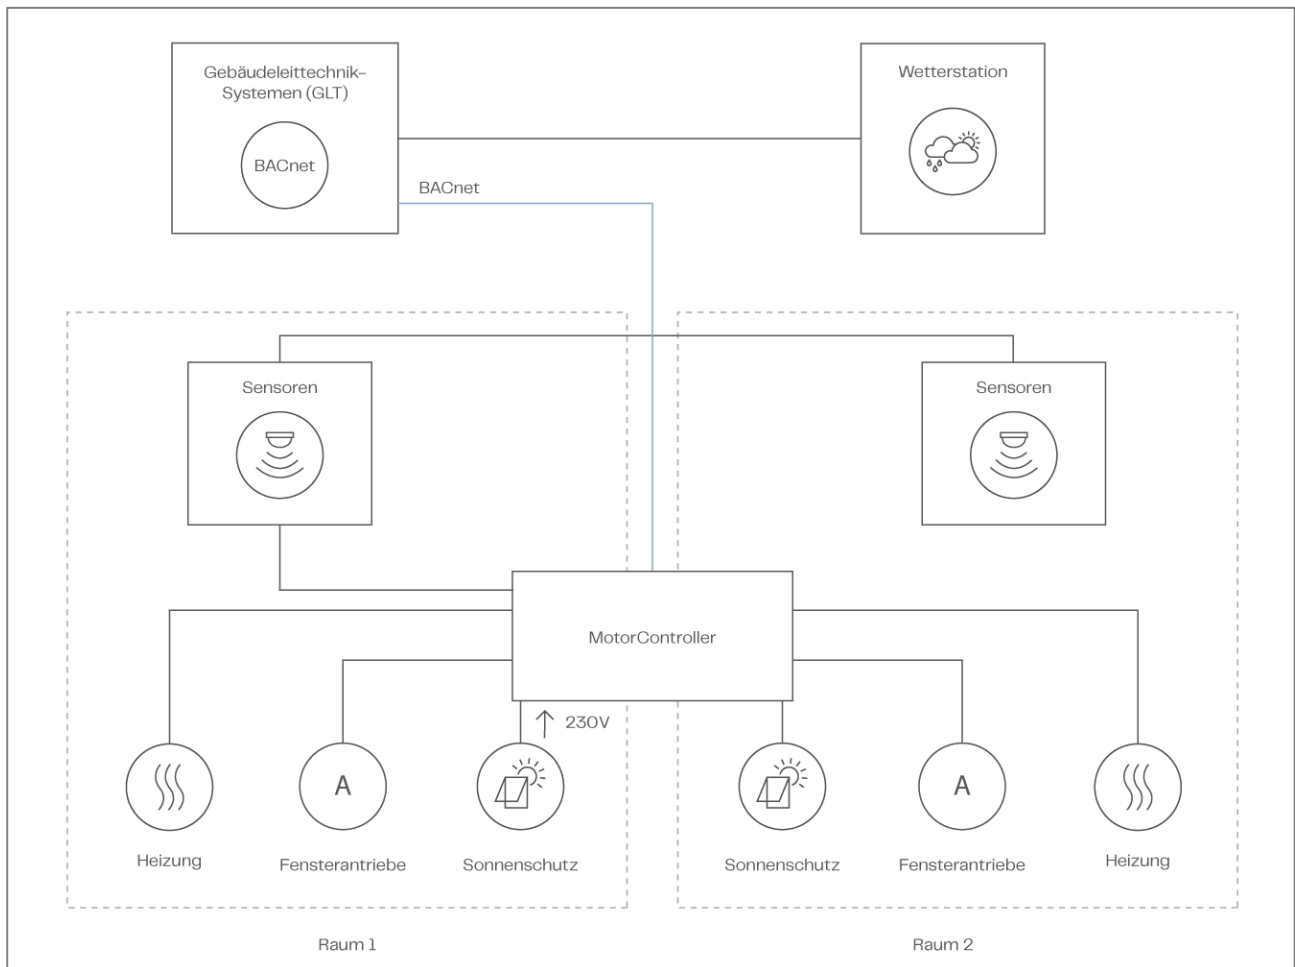 Gebäudeleittechnik-
Systemen (GLT)
BACnet
Wetterstation
BACnet
Sensoren
Sensoren
MotorController
230V
A
A
Heizung
Fensterantriebe
Sonnenschutz
Sonnenschutz
Fensterantriebe
Heizung
Raum 1
Raum 2